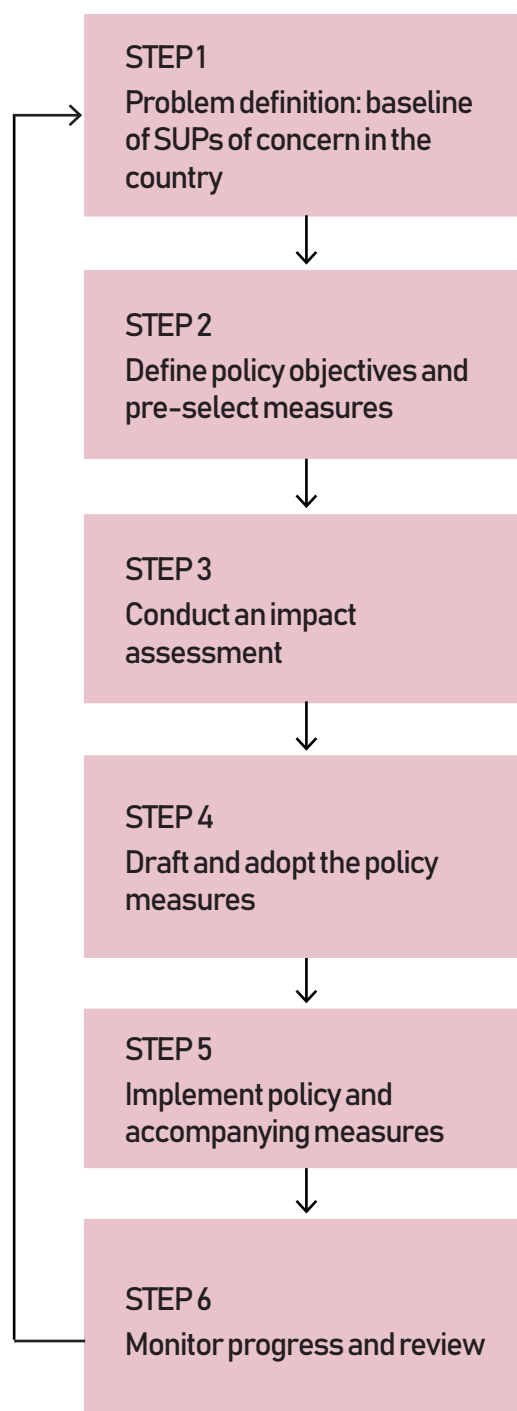 STEP 1
Problem definition: baseline
of SUPs of concern in the
country
STEP 2
Define policy objectives and
pre-select measures
STEP 3
Conduct an impact
assessment
STEP 4
Draft and adopt the policy
measures
STEP 5
Implement policy and
accompanying measures
STEP 6
Monitor progress and review